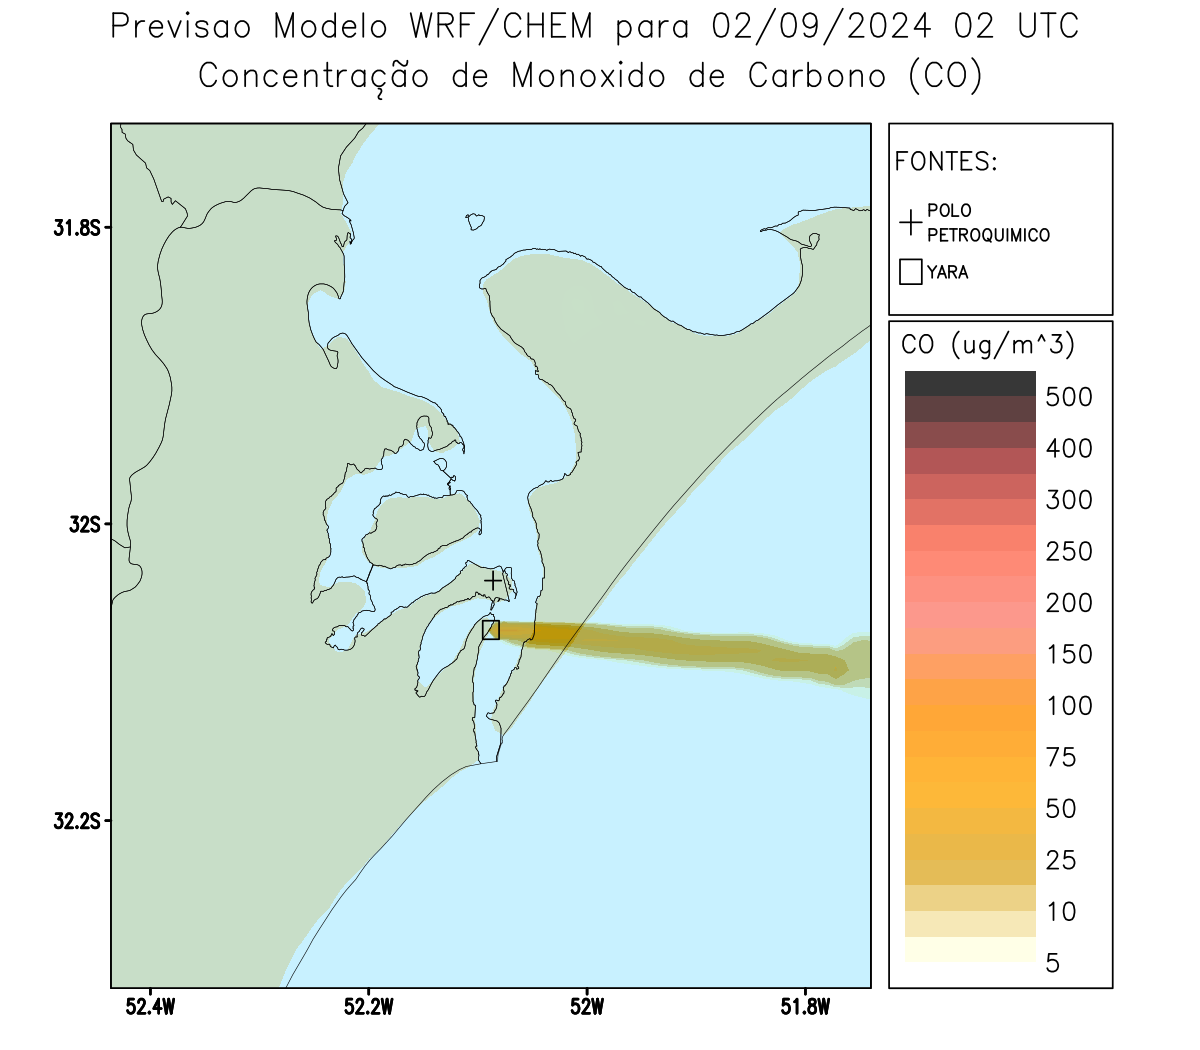 Previsao Modelo WRF/CHEM para 02/09/2024 02 UTC
Concentração de Monoxido de Carbono (CO)
31.8S
32S
32.2S
52.4W
52.2W
52W
51.8W
FONTES:
POLO
PETROQUIMICO
YARA
CO (ug/m^3)
500
400
300
250
200
150
100
75
50
25
10
5